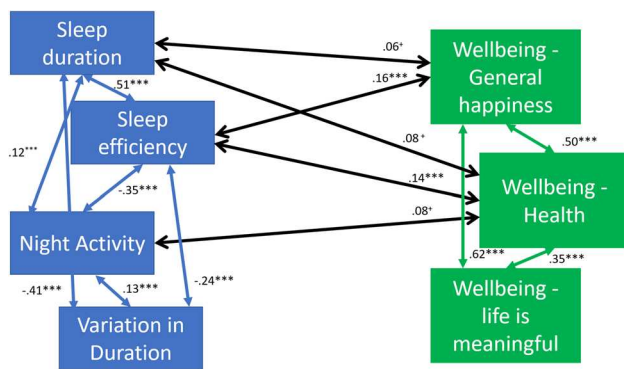 Sleep
duration
.06⁺
Wellbeing -
General
happiness
.51***
.16***
Sleep
efficiency
.12***
.08⁺
.50***
-.35***
.14***
Wellbeing -
Health
Night Activity
.08⁺
-.41***
.13***
-.24***
.62***
.35***
Variation in
Duration
Wellbeing -
life is
meaningful